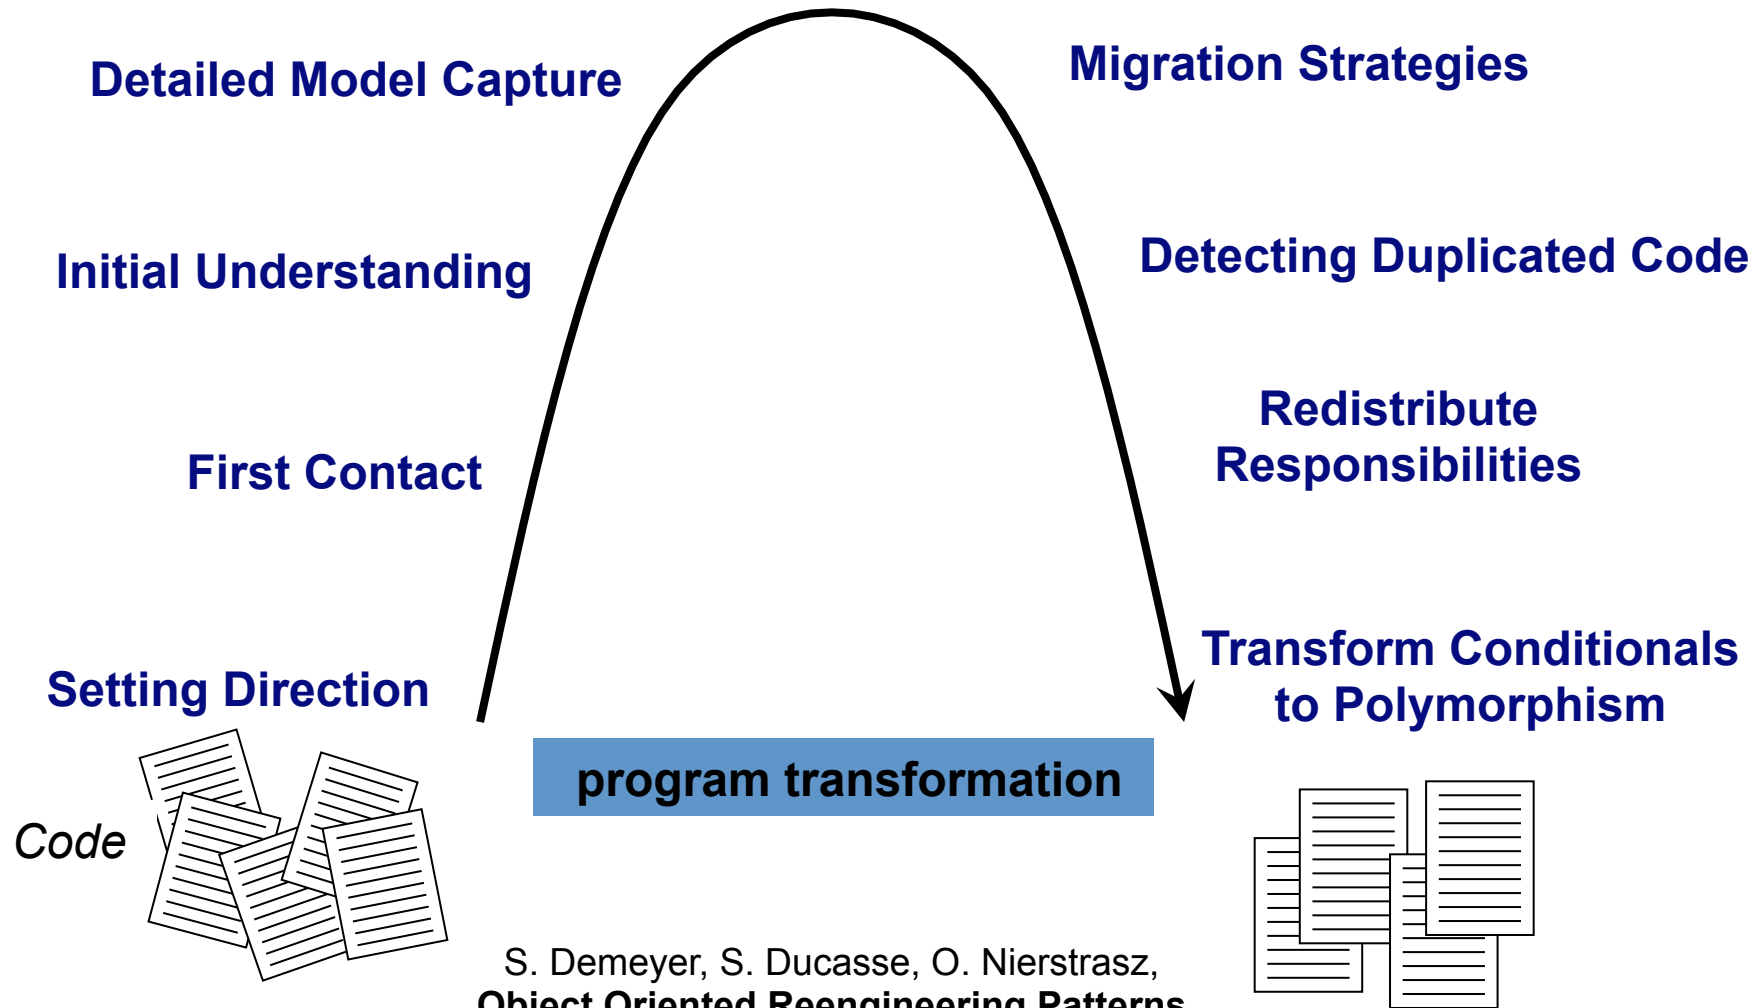 Detailed Model Capture
Migration Strategies
Initial Understanding
Detecting Duplicated Code
First Contact
Redistribute
Responsibilities
Setting Direction
Transform Conditionals
to Polymorphism
program transformation
Code
S. Demeyer, S. Ducasse, O. Nierstrasz,
Object Oriented Reengineering Patterns